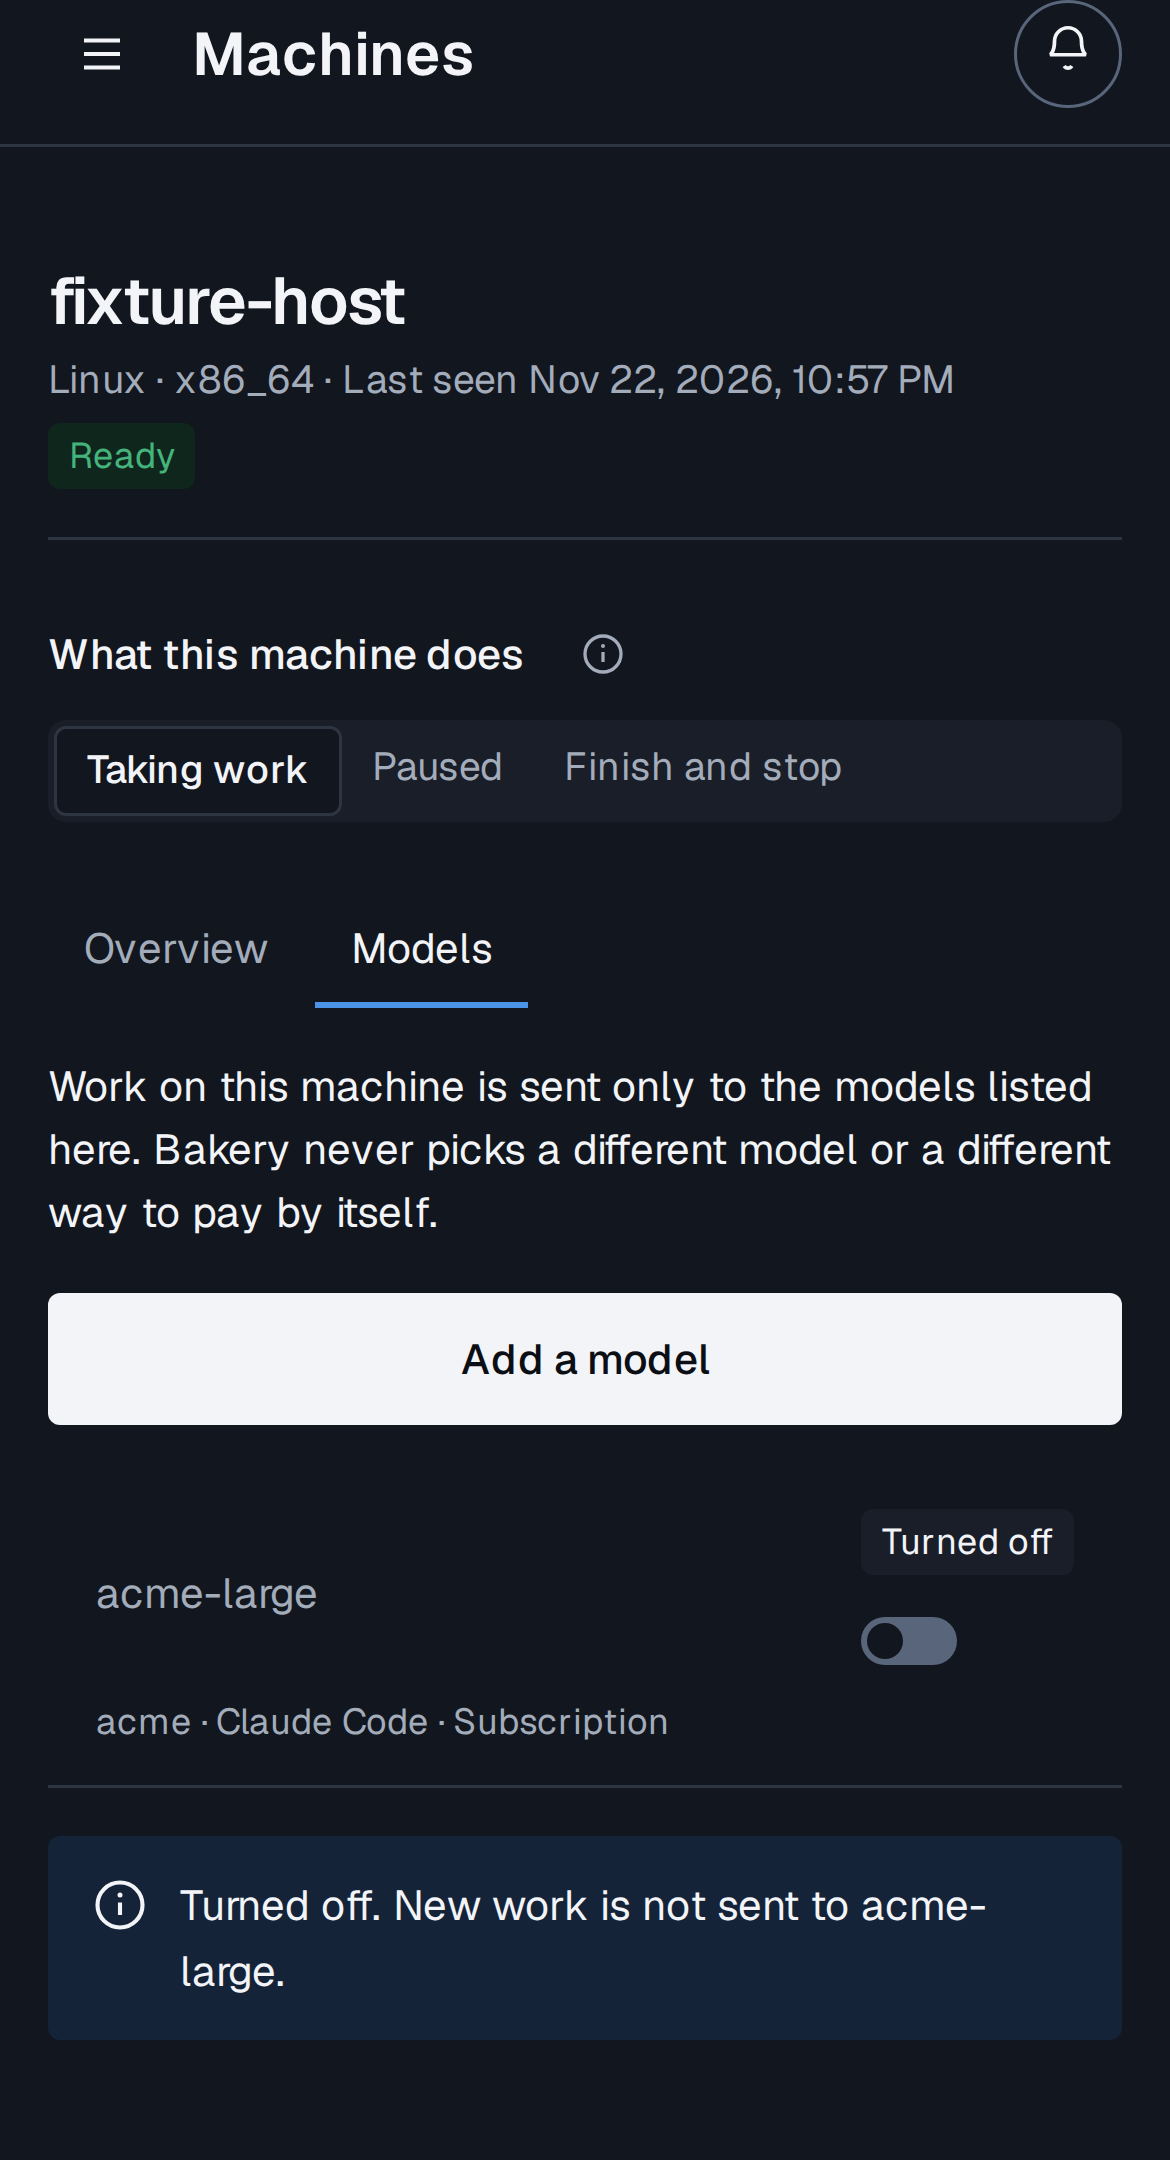 Machines
fixture-host
Linux · x86_64 · Last seen Nov 22, 2026, 10:57 PM
Ready
What this machine does
Taking work
Paused
Finish and stop
Overview
Models
Work on this machine is sent only to the models listed
here. Bakery never picks a different model or a different
way to pay by itself.
Add a model
Turned off
acme-large
acme · Claude Code · Subscription
Turned off. New work is not sent to acme-
large.